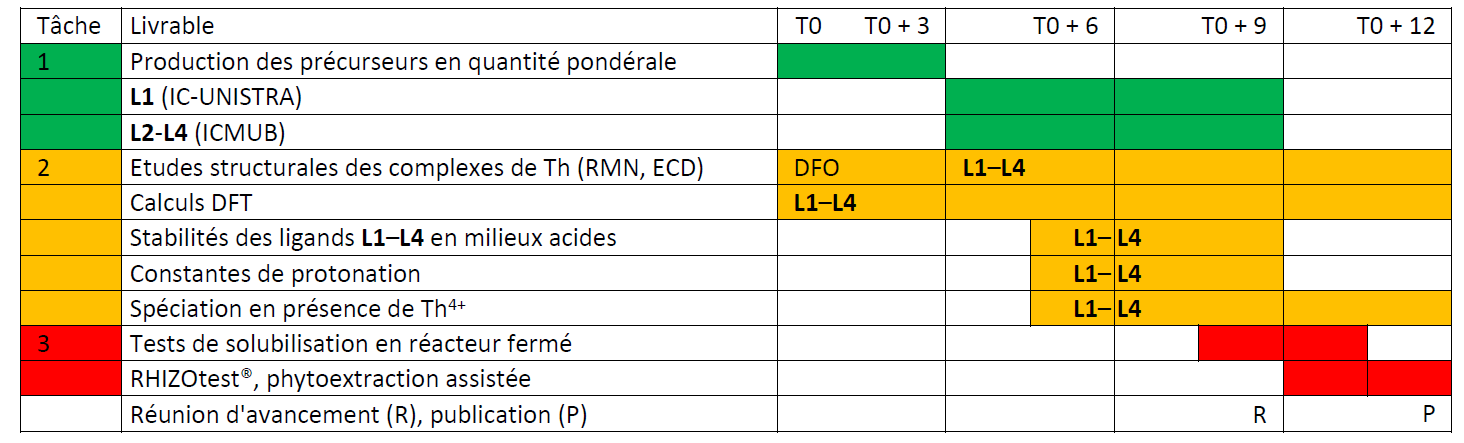 Tâche Livrable T0 T0 + 3 T0 + 6 T0 + 9 T0 + 12
1 Production des précurseurs en quantité pondérale
L1 (IC-UNISTRA)
L2-L4 (ICMUB)
2 Etudes structurales des complexes de Th (RMN, ECD) DFO L1–L4
Calculs DFT L1–L4
Stabilités des ligands L1–L4 en milieux acides L1– L4
Constantes de protonation L1– L4
Spéciation en présence de Th⁴⁺ L1– L4
3 Tests de solubilisation en réacteur fermé
RHIZOtest®, phytoextraction assistée
Réunion d'avancement (R), publication (P) R P